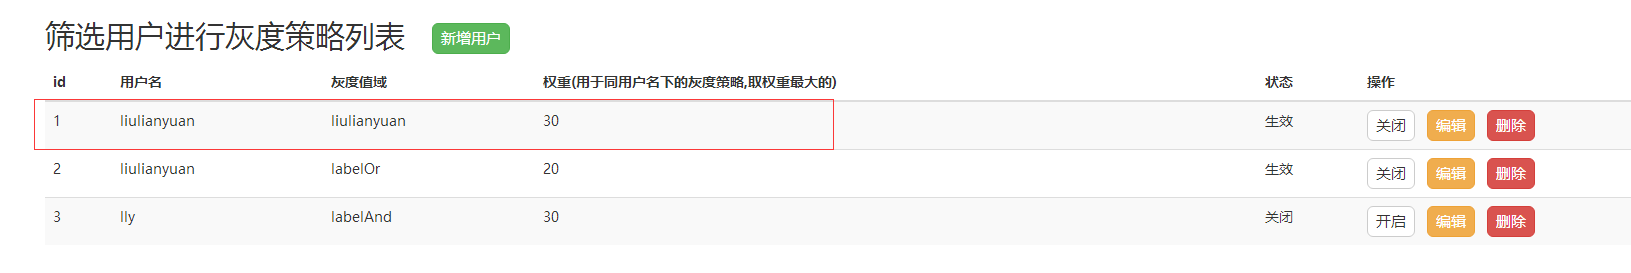 筛选用户进行灰度策略列表 新增用户
id 用户名 灰度值域 权重(用于同用户名下的灰度策略,取权重最大的) 状态 操作
1 liulianyuan liulianyuan 30 生效 关闭 编辑 删除
2 liulianyuan labelOr 20 生效 关闭 编辑 删除
3 lly labelAnd 30 关闭 开启 编辑 删除